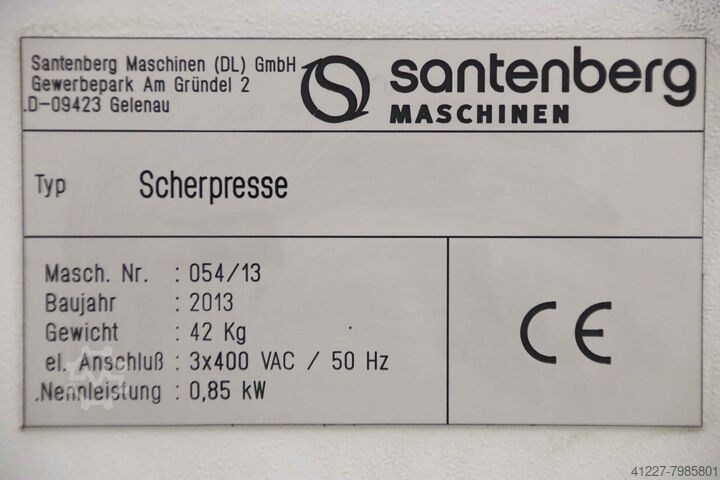 Santenberg Maschinen (DL) GmbH
Gewerbepark Am Gründel 2
.D-09423 Gelenau
santenberg
MASCHINEN
Typ Scherpresse
Masch. Nr. : 054/13
Baujahr : 2013
Gewicht : 42 Kg
el. Anschluß : 3x400 VAC / 50 Hz
.Nennleistung : 0,85 kW
CE
41227-7985801